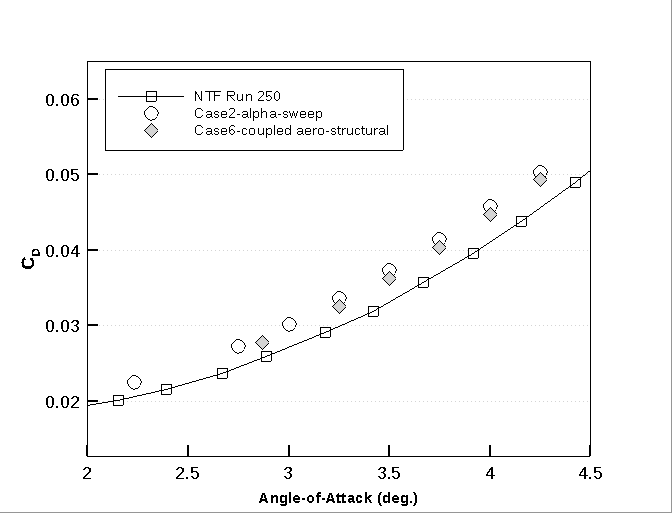 NTF Run 250
Case2-alpha-sweep
Case6-coupled aero-structural
0.06
0.05
0.04
0.03
0.02
CD
2 2.5 3 3.5 4 4.5
Angle-of-Attack (deg.)